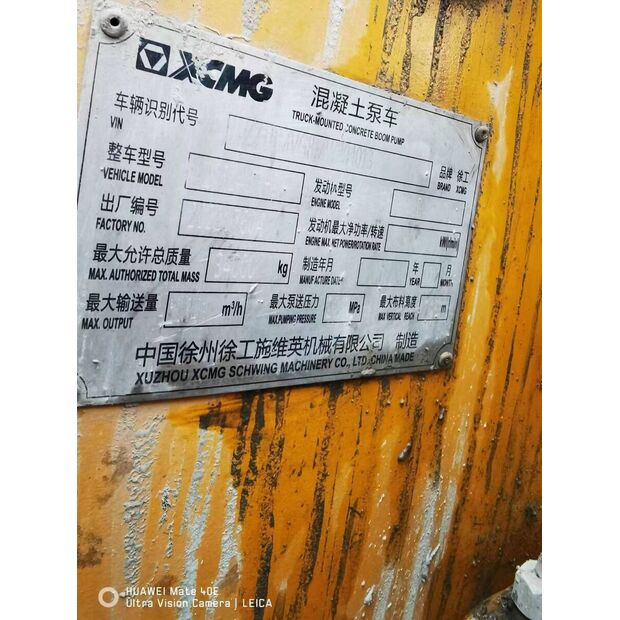 XCMG 混凝土泵车
TRUCK-MOUNTED CONCRETE BOOM PUMP
车辆识别代号
VIN
品牌 徐工
BRAND XCMG
整车型号
VEHICLE MODEL
发动机型号
ENGINE MODEL
出厂编号
FACTORY NO.
发动机最大净功率/转速
ENGINE MAX. NET POWER/ROTATION RATE
kW/(r/min)
最大允许总质量
MAX. AUTHORIZED TOTAL MASS
kg
制造年月
MANUFACTURE DATE
年
YEAR
月
MONTH
最大输送量
MAX. OUTPUT
m³/h
最大泵送压力
MAX.PUMPING PRESSURE
MPa
最大布料高度
MAX VERTICAL REACH
m
中国徐州徐工施维英机械有限公司 制造
XUZHOU XCMG SCHWING MACHINERY CO., LTD.CHINA MADE
HUAWEI Mate 40E
Ultra Vision Camera | LEICA